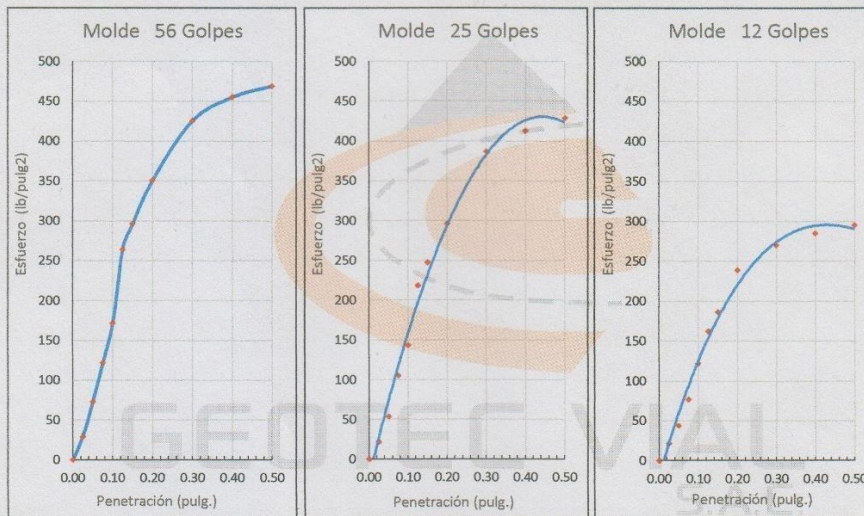 Molde 56 Golpes
500
450
400
350
300
250
200
150
100
50
0
Esfuerzo (lb/pulg2)
0.00 0.10 0.20 0.30 0.40 0.50
Penetración (pulg.)
Molde 25 Golpes
500
450
400
350
300
250
200
150
100
50
0
Esfuerzo (lb/pulg2)
0.00 0.10 0.20 0.30 0.40 0.50
Penetración (pulg.)
Molde 12 Golpes
500
450
400
350
300
250
200
150
100
50
0
Esfuerzo (lb/pulg2)
0.00 0.10 0.20 0.30 0.40 0.50
Penetración (pulg.)
GEOTEC VIAL
S.A.C.